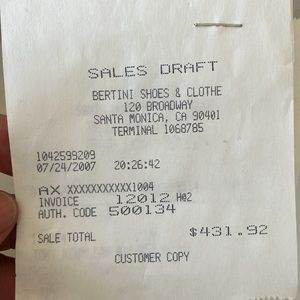 SALES DRAFT
BERTINI SHOES & CLOTHE
120 BROADWAY
SANTA MONICA, CA 90401
TERMINAL 1068785
1042599209
07/24/2007 20:26:42
AX XXXXXXXXXXX1004
INVOICE 12012 H@2
AUTH. CODE 500134
SALE TOTAL $431.92
CUSTOMER COPY